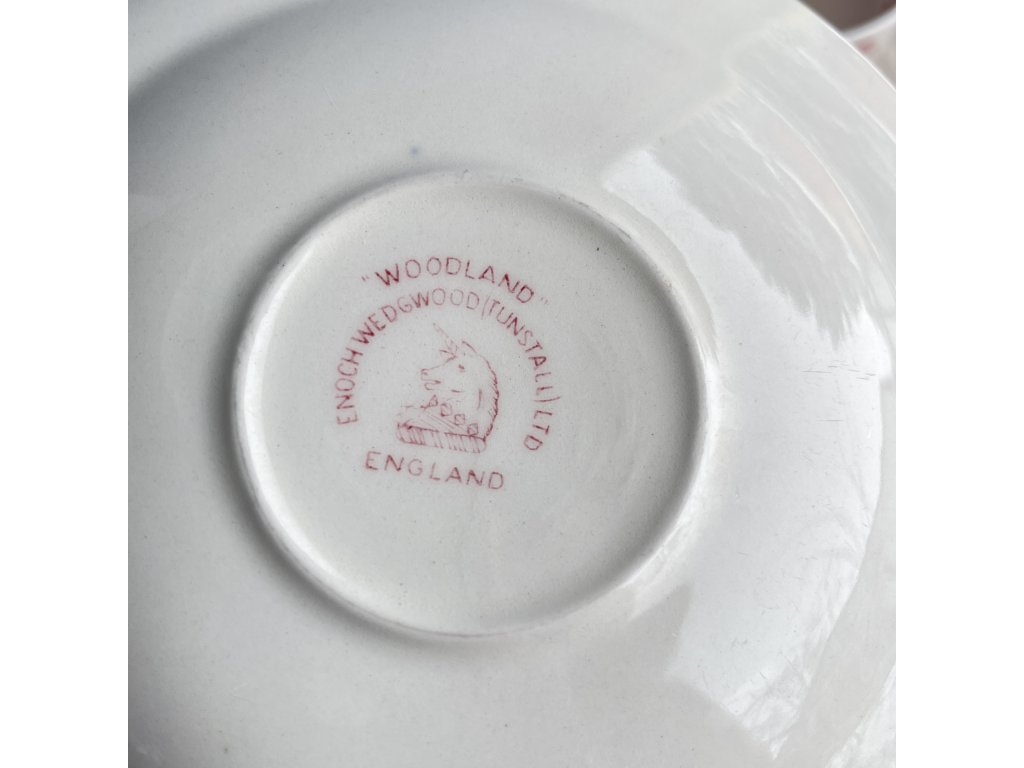 "WOODLAND"
ENOCH WEDGWOOD (TUNSTALL) LTD
ENGLAND